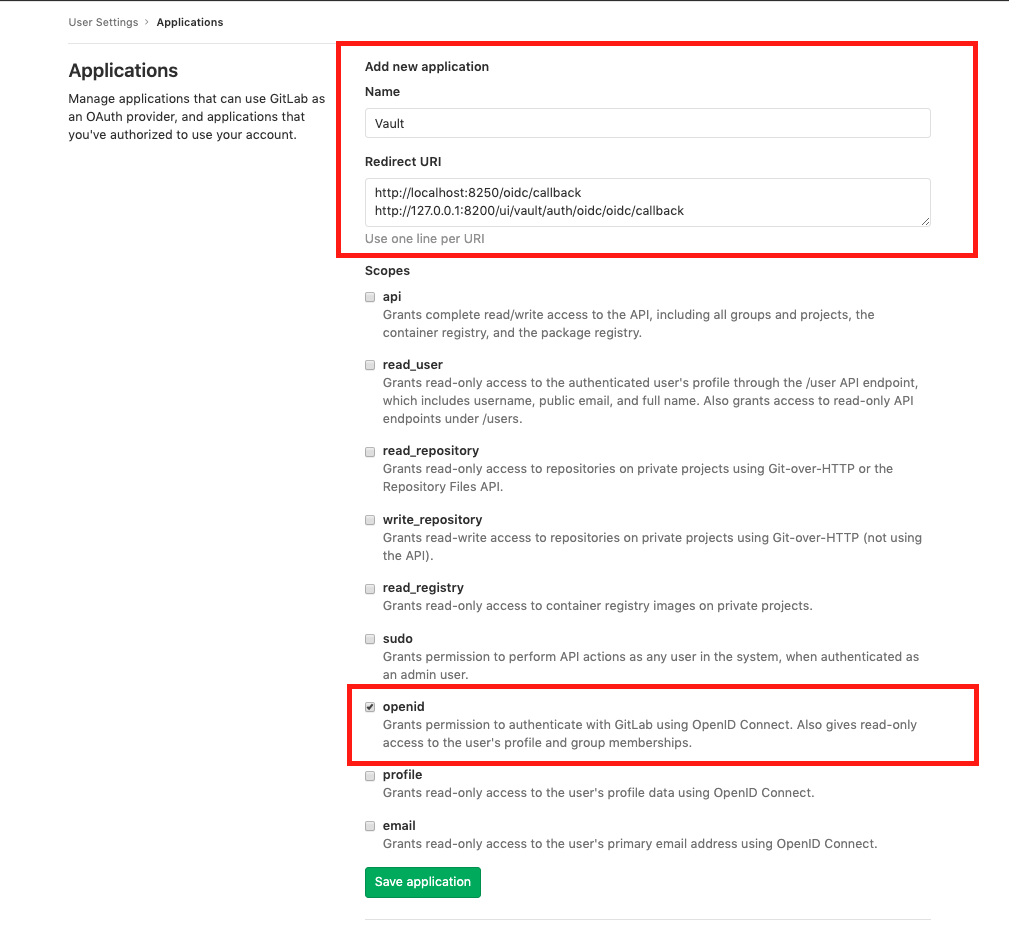 User Settings › Applications
Applications
Manage applications that can use GitLab as
an OAuth provider, and applications that
you've authorized to use your account.
Add new application
Name
Vault
Redirect URI
http://localhost:8250/oidc/callback
http://127.0.0.1:8200/ui/vault/auth/oidc/oidc/callback
Use one line per URI
Scopes
api
Grants complete read/write access to the API, including all groups and projects, the
container registry, and the package registry.
read_user
Grants read-only access to the authenticated user's profile through the /user API endpoint,
which includes username, public email, and full name. Also grants access to read-only API
endpoints under /users.
read_repository
Grants read-only access to repositories on private projects using Git-over-HTTP or the
Repository Files API.
write_repository
Grants read-write access to repositories on private projects using Git-over-HTTP (not using
the API).
read_registry
Grants read-only access to container registry images on private projects.
sudo
Grants permission to perform API actions as any user in the system, when authenticated as
an admin user.
openid
Grants permission to authenticate with GitLab using OpenID Connect. Also gives read-only
access to the user's profile and group memberships.
profile
Grants read-only access to the user's profile data using OpenID Connect.
email
Grants read-only access to the user's primary email address using OpenID Connect.
Save application